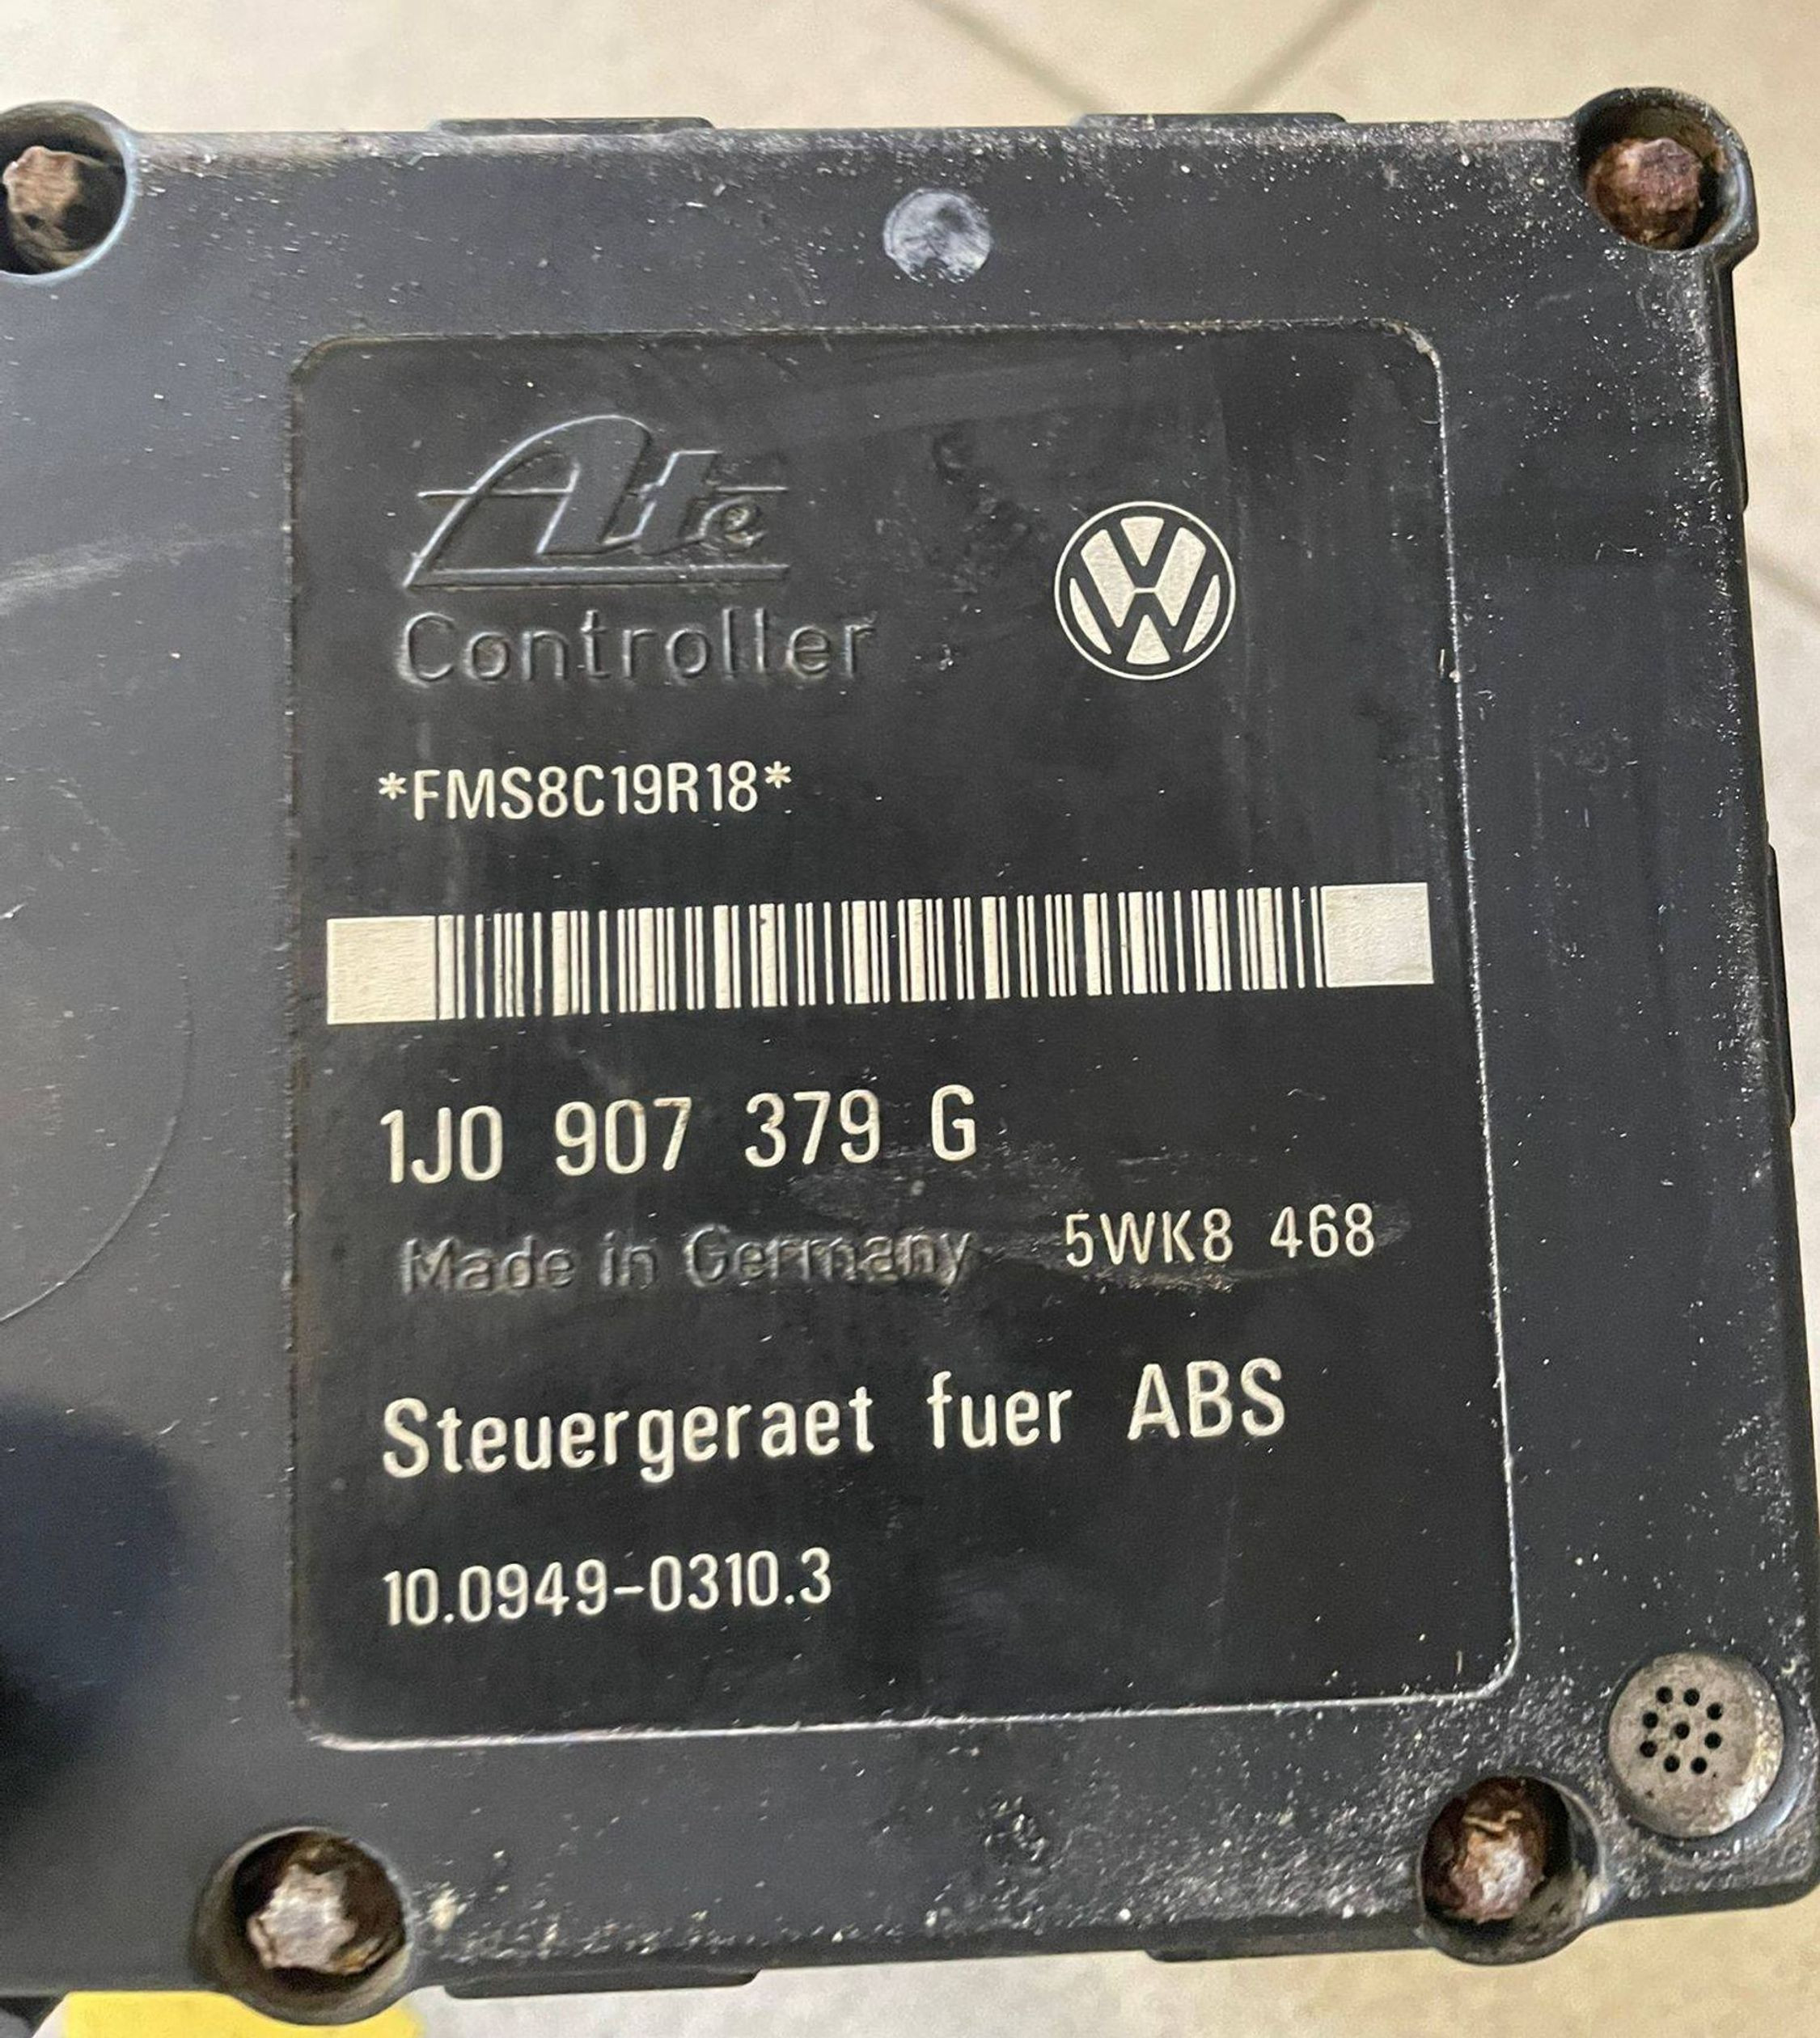 Ate
Controller
*FMS8C19R18*
1J0 907 379 G
Made in Germany 5WK8 468
Steuergeraet fuer ABS
10.0949-0310.3